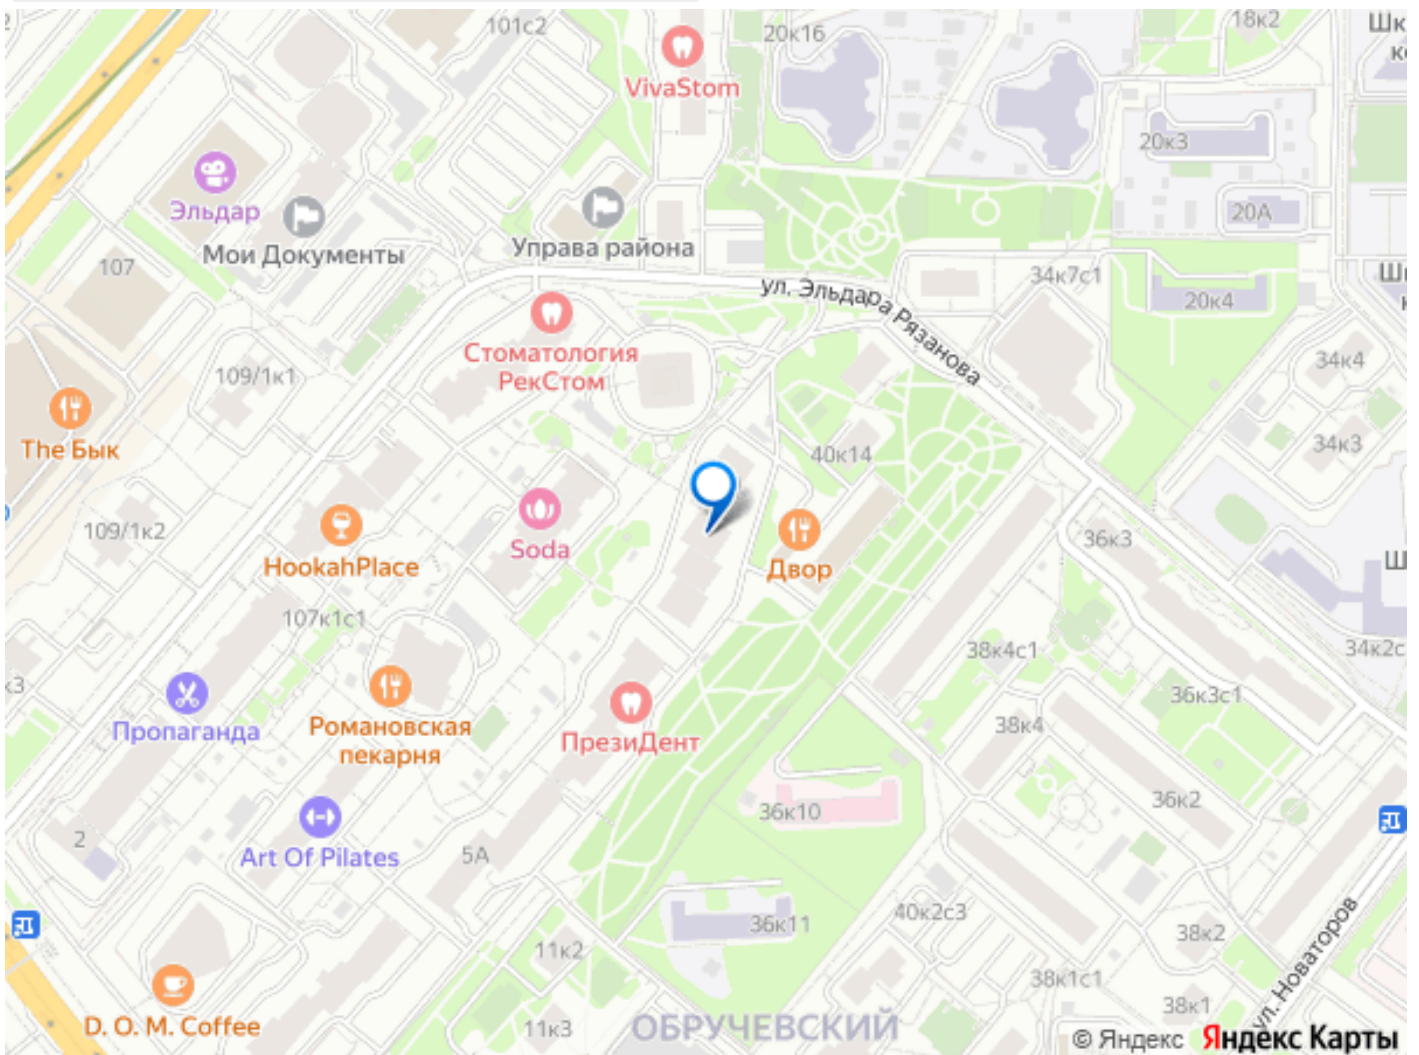 101с2
20к16
18к2
Шк
VivaStom
20к3
Эльдар
20А
Мои Документы
Управа района
107
34к7с1
20к4
ул. Эльдара Рязанова
Стоматология
РекСтом
109/1к1
34к4
The Бык
34к3
40к14
109/1к2
HookahPlace
Soda
Двор
36к3
107к1с1
38к4с1
34к2с
36к3с1
Пропаганда
Романовская
пекарня
ПрезиДент
38к4
36к2
36к10
2
Art Of Pilates
5А
40к2с3
36к11
38к2
11к2
38к1с1
38к1
ул. Новаторов
D. O. M. Coffee
11к3
ОБРУЧЕВСКИЙ
© Яндекс Яндекс Карты